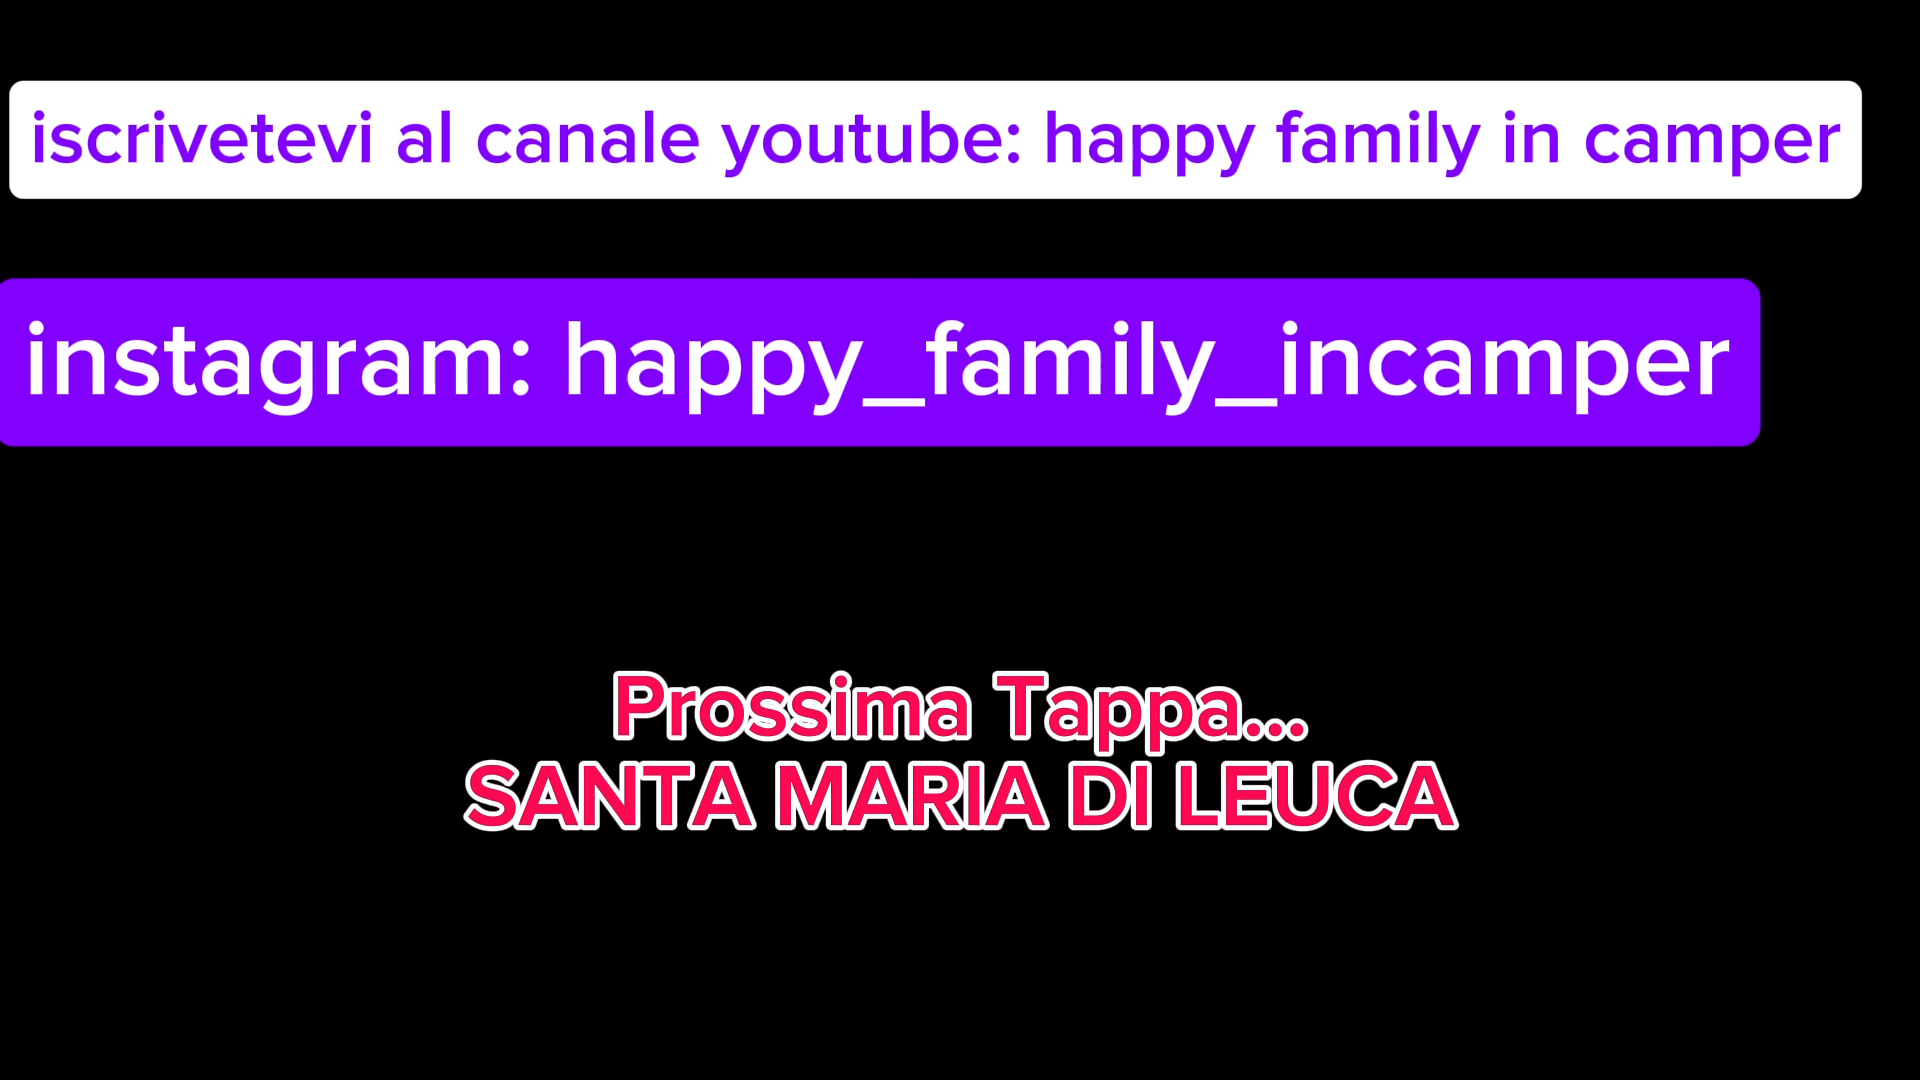 iscrivetevi al canale youtube: happy family in camper
instagram: happy_family_incamper
Prossima Tappa...
SANTA MARIA DI LEUCA